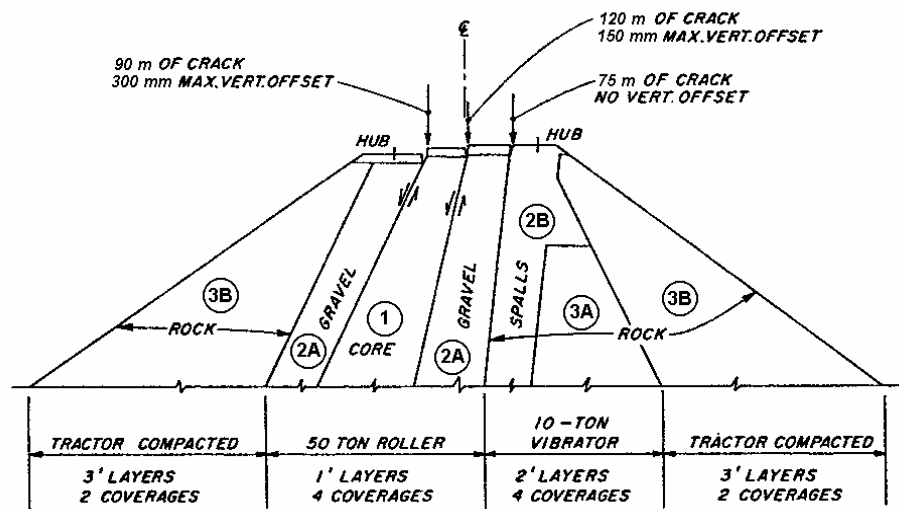 ℄
120 m OF CRACK
150 mm MAX.VERT.OFFSET
90 m OF CRACK
300 mm MAX.VERT.OFFSET
75 m OF CRACK
NO VERT. OFFSET
HUB
HUB
2B
3B
GRAVEL
1
GRAVEL
SPALLS
3A
3B
ROCK
2A
CORE
2A
ROCK
TRACTOR COMPACTED
3' LAYERS
2 COVERAGES
50 TON ROLLER
1' LAYERS
4 COVERAGES
10-TON
VIBRATOR
2' LAYERS
4 COVERAGES
TRACTOR COMPACTED
3' LAYERS
2 COVERAGES